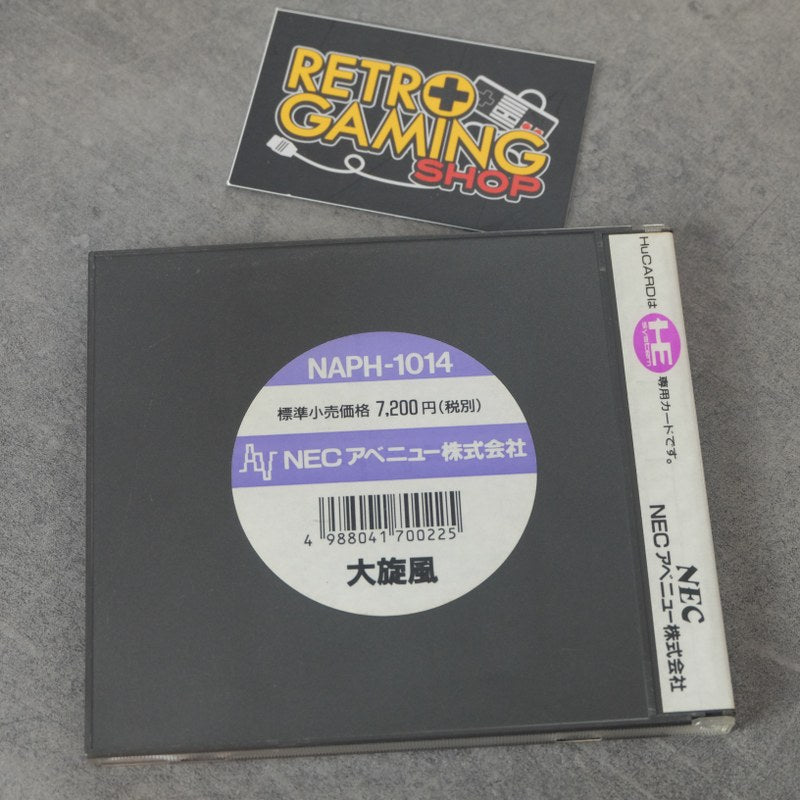 RETRO
GAMING
SHOP
NAPH-1014
標準小売価格 7,200円(税別)
NECアベニュー株式会社
4 988041 700225
大旋風
HuCARDは
HE
system
専用カードです。
NEC
NECアベニュー株式会社